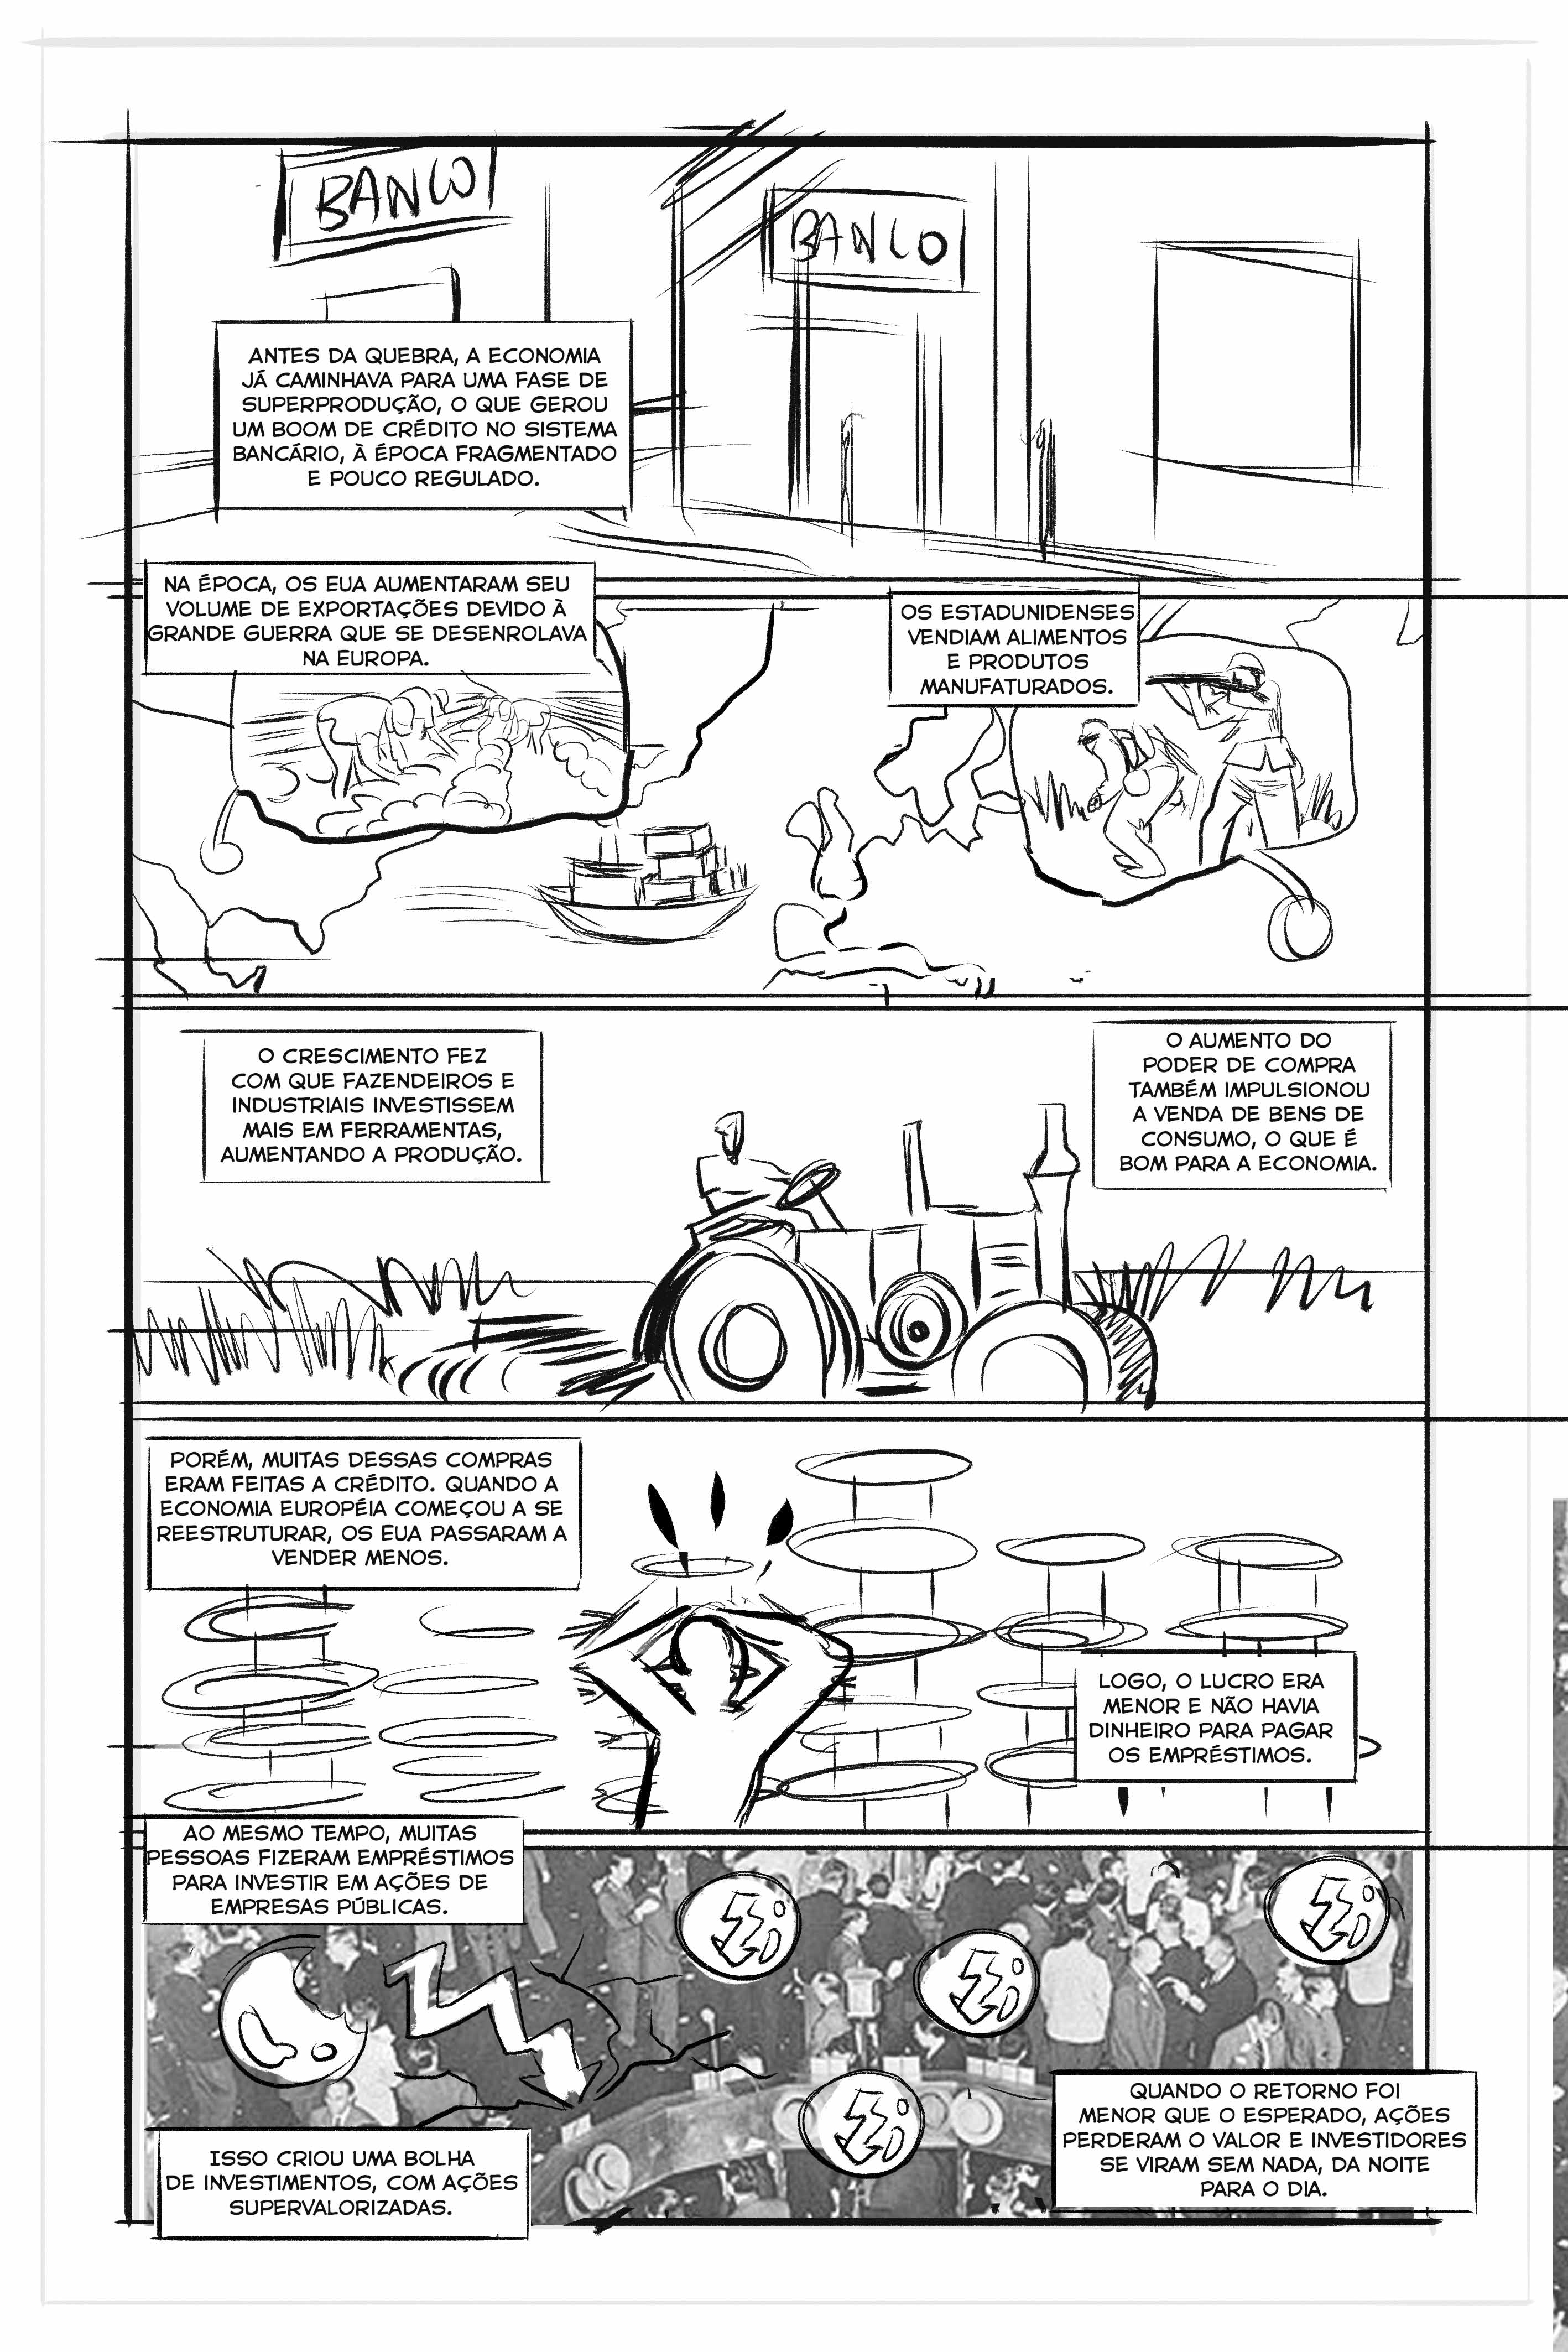 BANCO
BANCO
ANTES DA QUEBRA, A ECONOMIA
JÁ CAMINHAVA PARA UMA FASE DE
SUPERPRODUÇÃO, O QUE GEROU
UM BOOM DE CRÉDITO NO SISTEMA
BANCÁRIO, À ÉPOCA FRAGMENTADO
E POUCO REGULADO.
NA ÉPOCA, OS EUA AUMENTARAM SEU
VOLUME DE EXPORTAÇÕES DEVIDO À
GRANDE GUERRA QUE SE DESENROLAVA
NA EUROPA.
OS ESTADUNIDENSES
VENDIAM ALIMENTOS
E PRODUTOS
MANUFATURADOS.
O CRESCIMENTO FEZ
COM QUE FAZENDEIROS E
INDUSTRIAIS INVESTISSEM
MAIS EM FERRAMENTAS,
AUMENTANDO A PRODUÇÃO.
O AUMENTO DO
PODER DE COMPRA
TAMBÉM IMPULSIONOU
A VENDA DE BENS DE
CONSUMO, O QUE É
BOM PARA A ECONOMIA.
PORÉM, MUITAS DESSAS COMPRAS
ERAM FEITAS A CRÉDITO. QUANDO A
ECONOMIA EUROPÉIA COMEÇOU A SE
REESTRUTURAR, OS EUA PASSARAM A
VENDER MENOS.
LOGO, O LUCRO ERA
MENOR E NÃO HAVIA
DINHEIRO PARA PAGAR
OS EMPRÉSTIMOS.
AO MESMO TEMPO, MUITAS
PESSOAS FIZERAM EMPRÉSTIMOS
PARA INVESTIR EM AÇÕES DE
EMPRESAS PÚBLICAS.
ISSO CRIOU UMA BOLHA
DE INVESTIMENTOS, COM AÇÕES
SUPERVALORIZADAS.
QUANDO O RETORNO FOI
MENOR QUE O ESPERADO, AÇÕES
PERDERAM O VALOR E INVESTIDORES
SE VIRAM SEM NADA, DA NOITE
PARA O DIA.